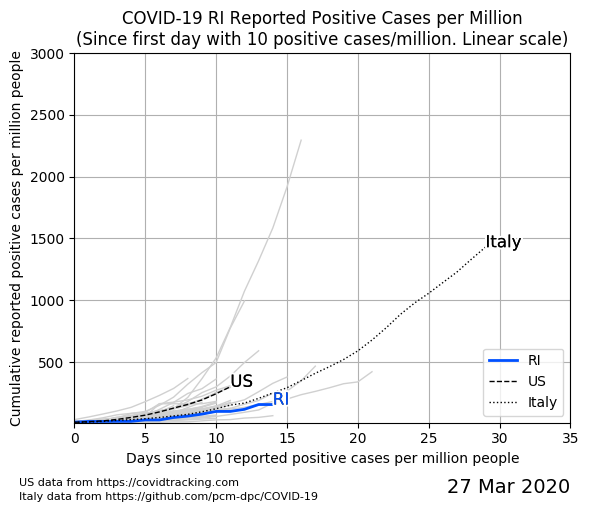 COVID-19 RI Reported Positive Cases per Million
(Since first day with 10 positive cases/million. Linear scale)
Cumulative reported positive cases per million people
3000
2500
2000
1500
1000
500
Italy
US
RI
RI
US
Italy
0 5 10 15 20 25 30 35
Days since 10 reported positive cases per million people
US data from https://covidtracking.com
Italy data from https://github.com/pcm-dpc/COVID-19
27 Mar 2020